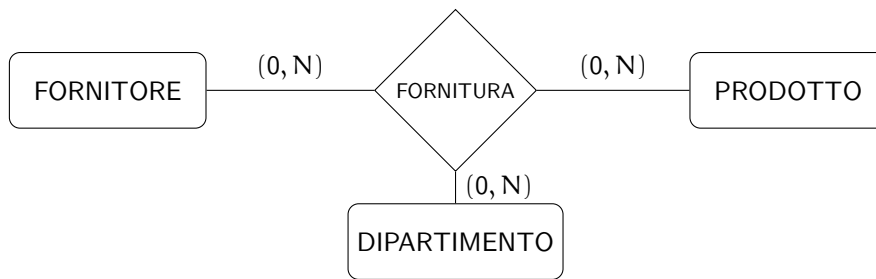 (0, N)
(0, N)
FORNITORE
FORNITURA
PRODOTTO
(0, N)
DIPARTIMENTO